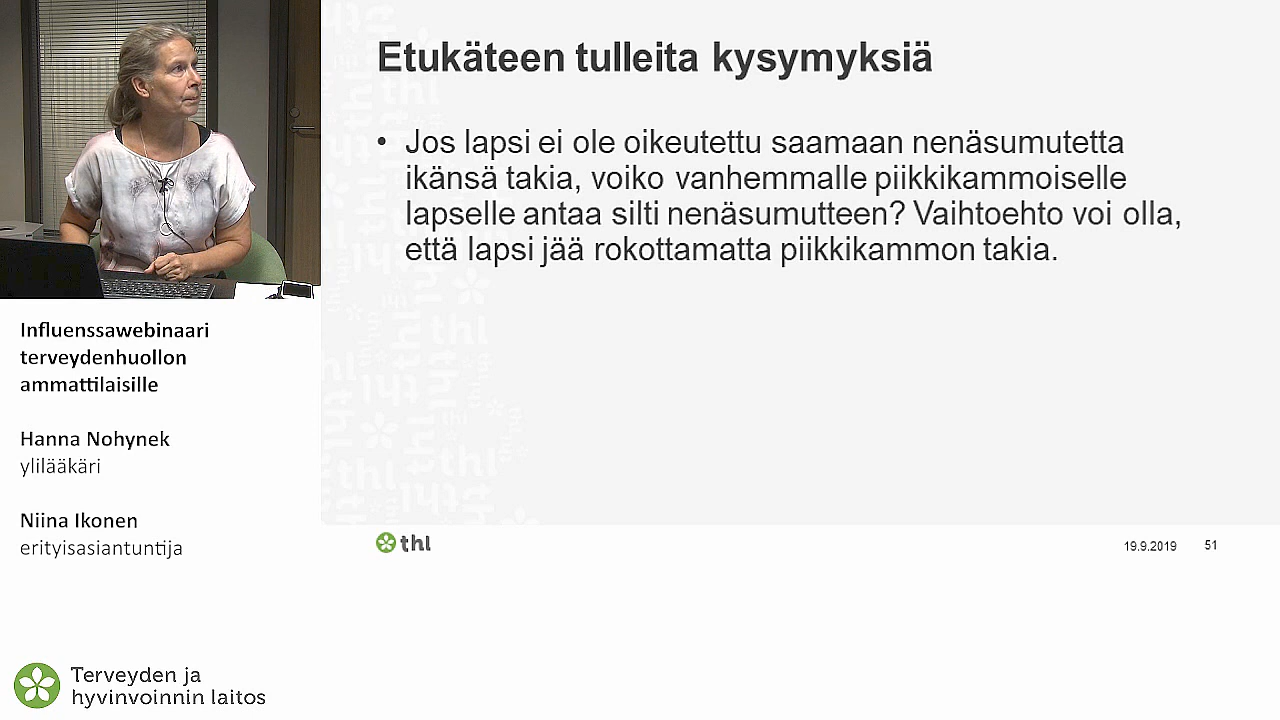 Etukäteen tulleita kysymyksiä
• Jos lapsi ei ole oikeutettu saamaan nenäsumutetta
ikänsä takia, voiko vanhemmalle piikkikammoiselle
lapselle antaa silti nenäsumutteen? Vaihtoehto voi olla,
että lapsi jää rokottamatta piikkikammon takia.
Influenssawebinaari
terveydenhuollon
ammattilaisille
Hanna Nohynek
ylilääkäri
Niina Ikonen
erityisasiantuntija
thl
19.9.2019 51
Terveyden ja
hyvinvoinnin laitos